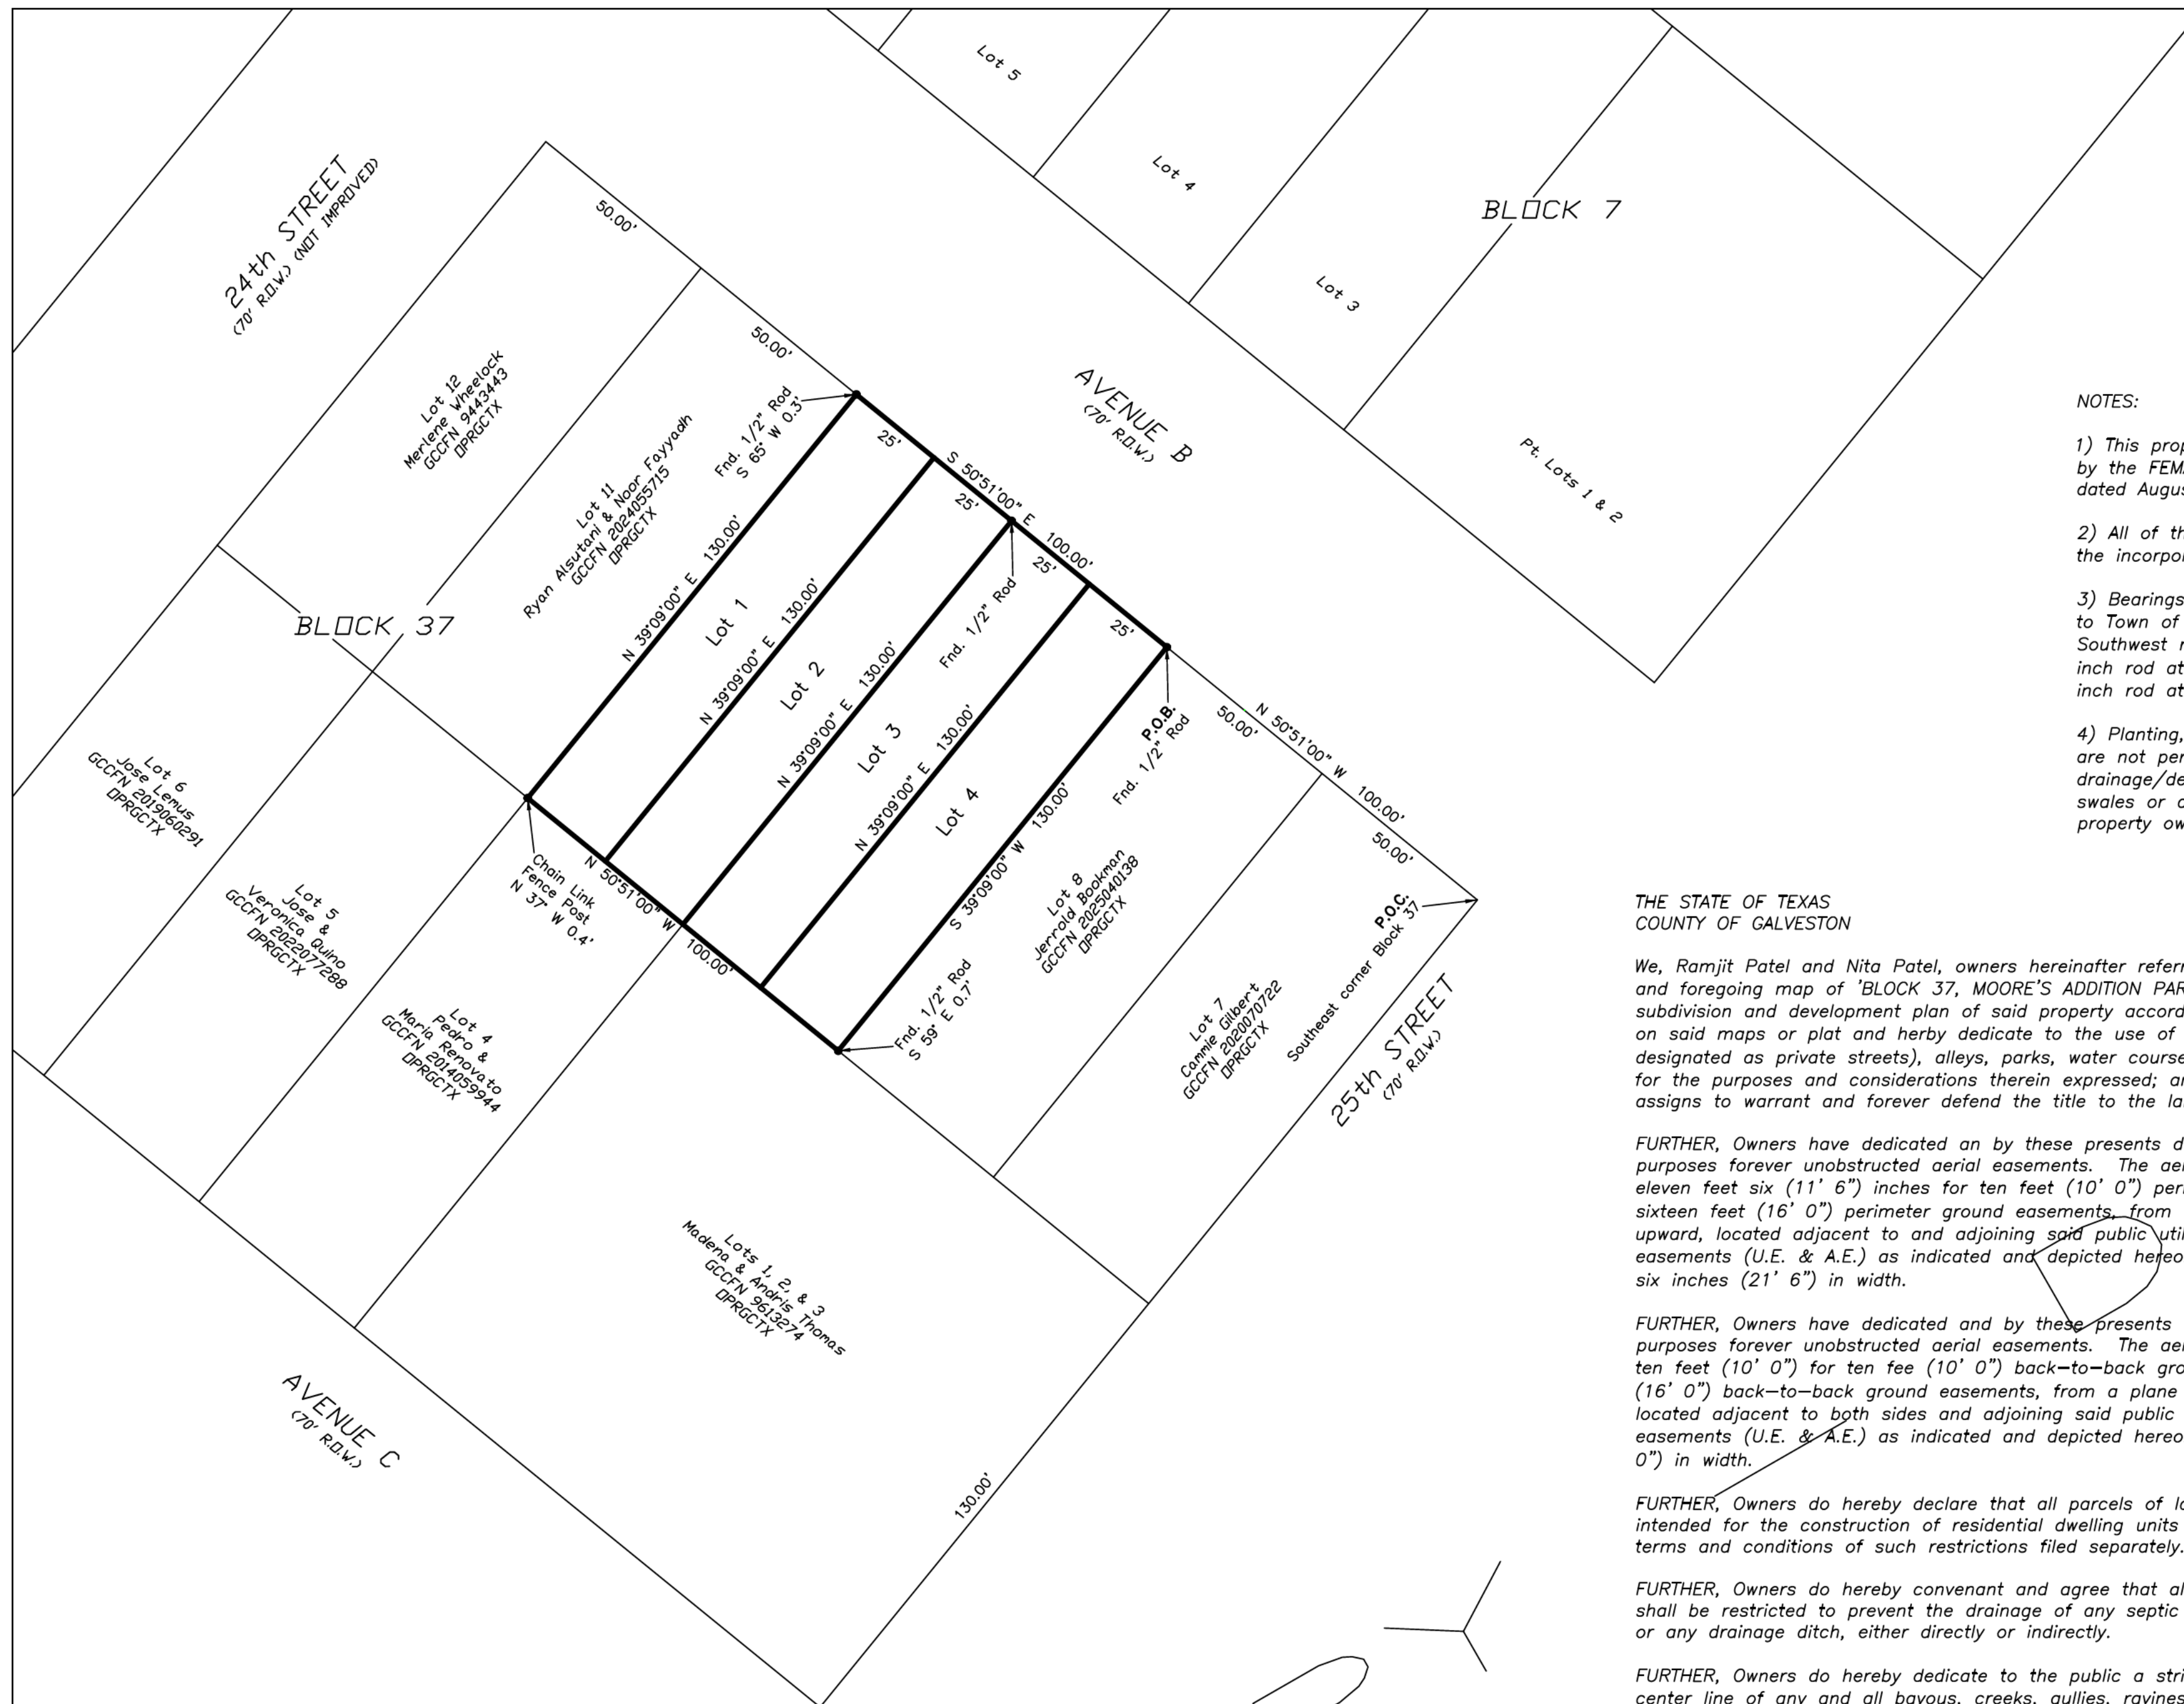 Lot 5
Lot 4
BLOCK 7
Lot 3
Pt. Lots 1 & 2
24th STREET
(70' R.O.W.) (NOT IMPROVED)
50.00'
50.00'
AVENUE B
(70' R.O.W.)
Lot 12
Merlene Wheelock
GCCFN 9443443
OPRGCTX
Lot 11
Ryan Alsutani & Noor Fayyadh
GCCFN 2024055715
OPRGCTX
Fnd. 1/2" Rod
S 65° W 0.3'
25'
S 50°51'00" E 100.00'
25'
25'
25'
BLOCK 37
N 39°09'00" E 130.00'
Lot 1
N 39°09'00" E 130.00'
Lot 2
N 39°09'00" E 130.00'
Fnd. 1/2" Rod
Lot 3
N 39°09'00" E 130.00'
Lot 4
S 39°09'00" W 130.00'
P.O.B.
Fnd. 1/2" Rod
50.00'
N 50°51'00" W 100.00'
50.00'
P.O.C.
Southeast corner Block 37
25th STREET
(70' R.O.W.)
Lot 8
Jerrold Bookman
GCCFN 2025040138
OPRGCTX
Lot 7
Cammie Gilbert
GCCFN 2020070722
OPRGCTX
Lot 6
Jose Lemus
GCCFN 2019060291
OPRGCTX
Lot 5
Jose &
Veronica Quino
GCCFN 2022077288
OPRGCTX
Lot 4
Pedro &
Maria Renovato
GCCFN 2014059944
OPRGCTX
Chain Link
Fence Post
N 37° W 0.4'
N 50°51'00" W 100.00'
Fnd. 1/2" Rod
S 59° E 0.7'
Lots 1, 2, & 3
Madena & Andris Thomas
GCCFN 9613274
OPRGCTX
AVENUE C
(70' R.O.W.)
130.00'
NOTES:
1) This prop
by the FEM
dated Augus
2) All of th
the incorpo
3) Bearings
to Town of
Southwest r
inch rod at
inch rod at
4) Planting,
are not per
drainage/de
swales or d
property ow
THE STATE OF TEXAS
COUNTY OF GALVESTON
We, Ramjit Patel and Nita Patel, owners hereinafter referr
and foregoing map of 'BLOCK 37, MOORE'S ADDITION PAR
subdivision and development plan of said property accord
on said maps or plat and herby dedicate to the use of
designated as private streets), alleys, parks, water course
for the purposes and considerations therein expressed; an
assigns to warrant and forever defend the title to the la
FURTHER, Owners have dedicated an by these presents d
purposes forever unobstructed aerial easements. The aer
eleven feet six (11' 6") inches for ten feet (10' 0") peri
sixteen feet (16' 0") perimeter ground easements, from
upward, located adjacent to and adjoining said public util
easements (U.E. & A.E.) as indicated and depicted hereo
six inches (21' 6") in width.
FURTHER, Owners have dedicated and by these presents
purposes forever unobstructed aerial easements. The aer
ten feet (10' 0") for ten fee (10' 0") back-to-back gro
(16' 0") back-to-back ground easements, from a plane
located adjacent to both sides and adjoining said public
easements (U.E. & A.E.) as indicated and depicted hereo
0") in width.
FURTHER, Owners do hereby declare that all parcels of la
intended for the construction of residential dwelling units
terms and conditions of such restrictions filed separately.
FURTHER, Owners do hereby convenant and agree that al
shall be restricted to prevent the drainage of any septic
or any drainage ditch, either directly or indirectly.
FURTHER, Owners do hereby dedicate to the public a stri
center line of any and all bayous, creeks, gullies, ravines